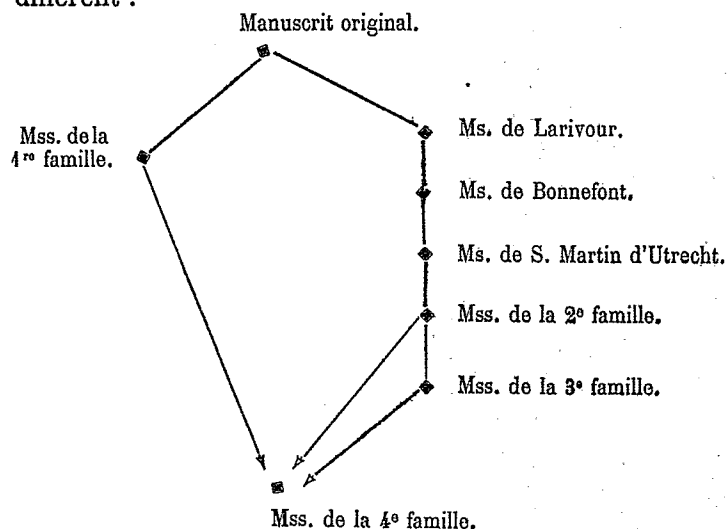 différent :
Manuscrit original.
Mss. de la
1re famille.
Ms. de Larivour.
Ms. de Bonnefont.
Ms. de S. Martin d'Utrecht.
Mss. de la 2e famille.
Mss. de la 3e famille.
Mss. de la 4e famille.